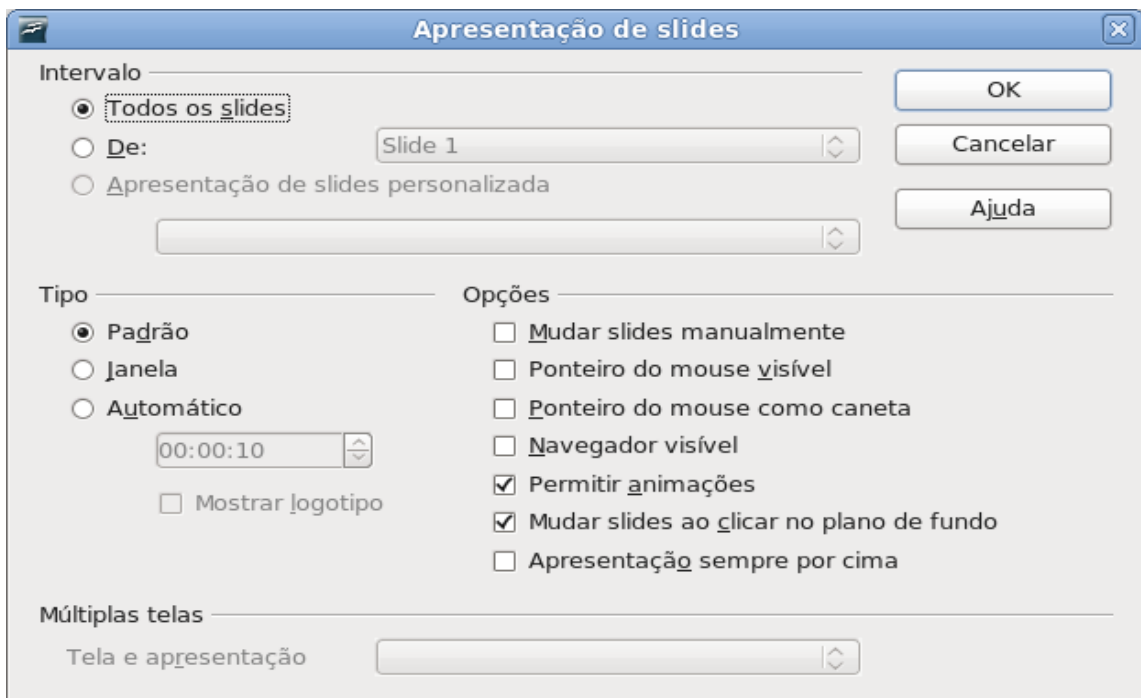 Apresentação de slides
Intervalo
Todos os slides
De: Slide 1
Apresentação de slides personalizada
OK
Cancelar
Ajuda
Tipo
Padrão
Janela
Automático
00:00:10
Mostrar logotipo
Opções
Mudar slides manualmente
Ponteiro do mouse visível
Ponteiro do mouse como caneta
Navegador visível
Permitir animações
Mudar slides ao clicar no plano de fundo
Apresentação sempre por cima
Múltiplas telas
Tela e apresentação